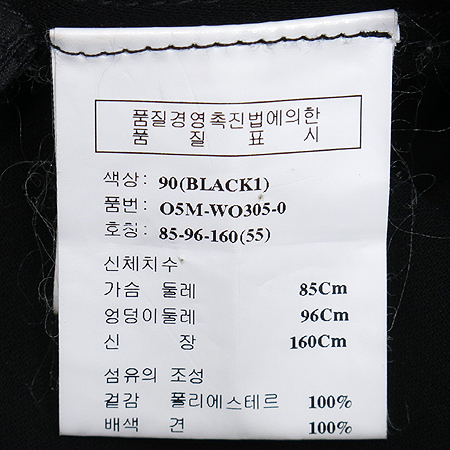 품질경영촉진법에의한
품 질 표 시
색상: 90(BLACK1)
품번: O5M-WO305-0
호칭: 85-96-160(55)
신체치수
가슴 둘레 85Cm
엉덩이둘레 96Cm
신 장 160Cm
섬유의 조성
겉감 폴리에스테르 100%
배색 견 100%